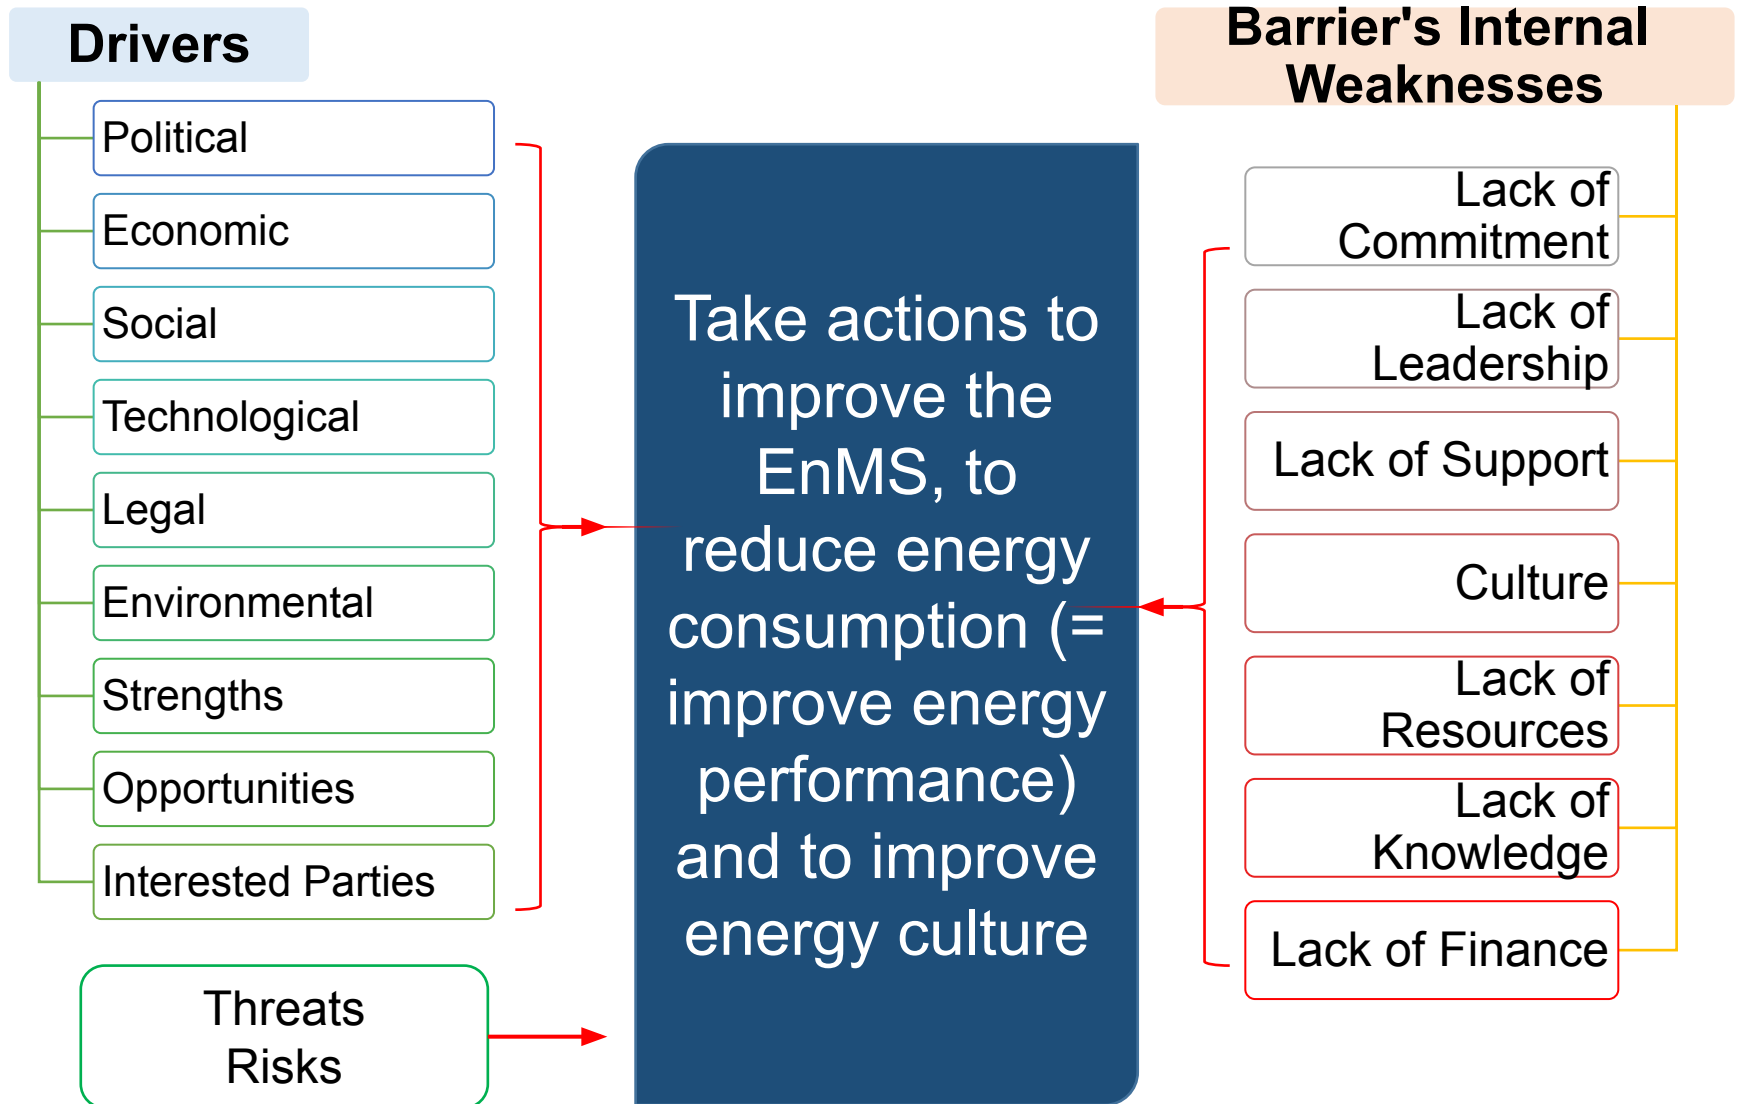 Drivers
Political
Economic
Social
Technological
Legal
Environmental
Strengths
Opportunities
Interested Parties
Threats
Risks
Take actions to
improve the
EnMS, to
reduce energy
consumption (=
improve energy
performance)
and to improve
energy culture
Barrier's Internal
Weaknesses
Lack of
Commitment
Lack of
Leadership
Lack of Support
Culture
Lack of
Resources
Lack of
Knowledge
Lack of Finance